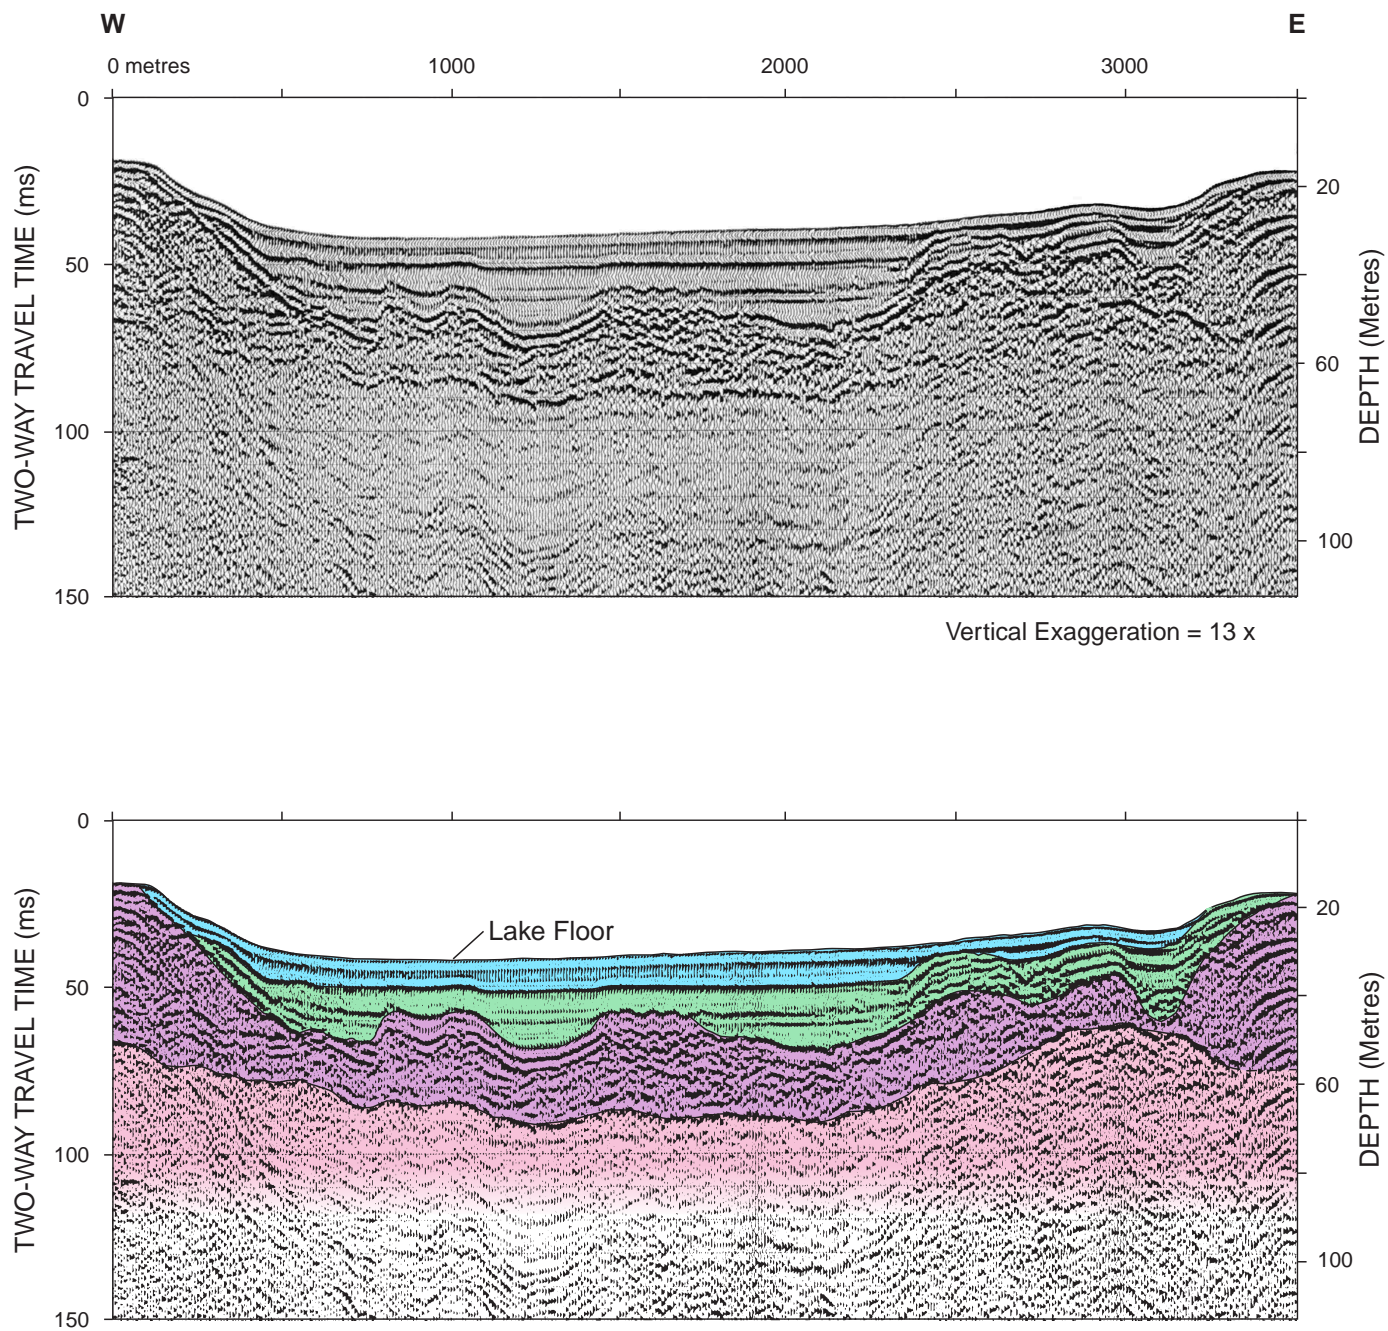 W E
0 metres 1000 2000 3000
0
50
100
150
TWO-WAY TRAVEL TIME (ms)
20
60
100
DEPTH (Metres)
Vertical Exaggeration = 13 x
0
50
100
150
TWO-WAY TRAVEL TIME (ms)
Lake Floor
20
60
100
DEPTH (Metres)